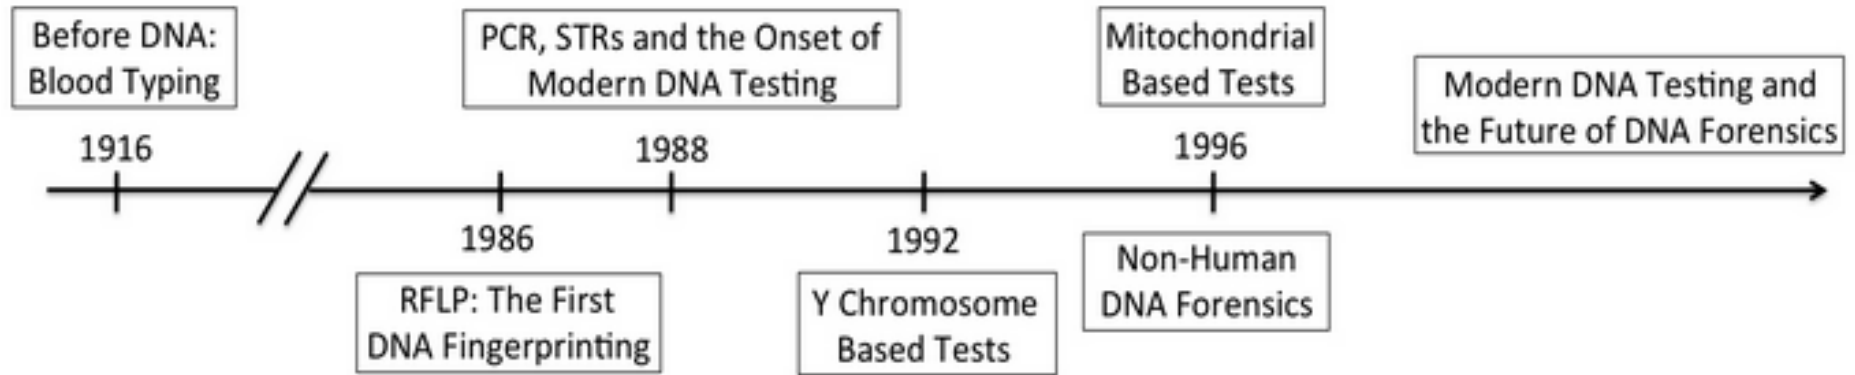 Before DNA:
Blood Typing
1916
RFLP: The First
DNA Fingerprinting
1986
PCR, STRs and the Onset of
Modern DNA Testing
1988
1992
Y Chromosome
Based Tests
Mitochondrial
Based Tests
1996
Non-Human
DNA Forensics
Modern DNA Testing and
the Future of DNA Forensics